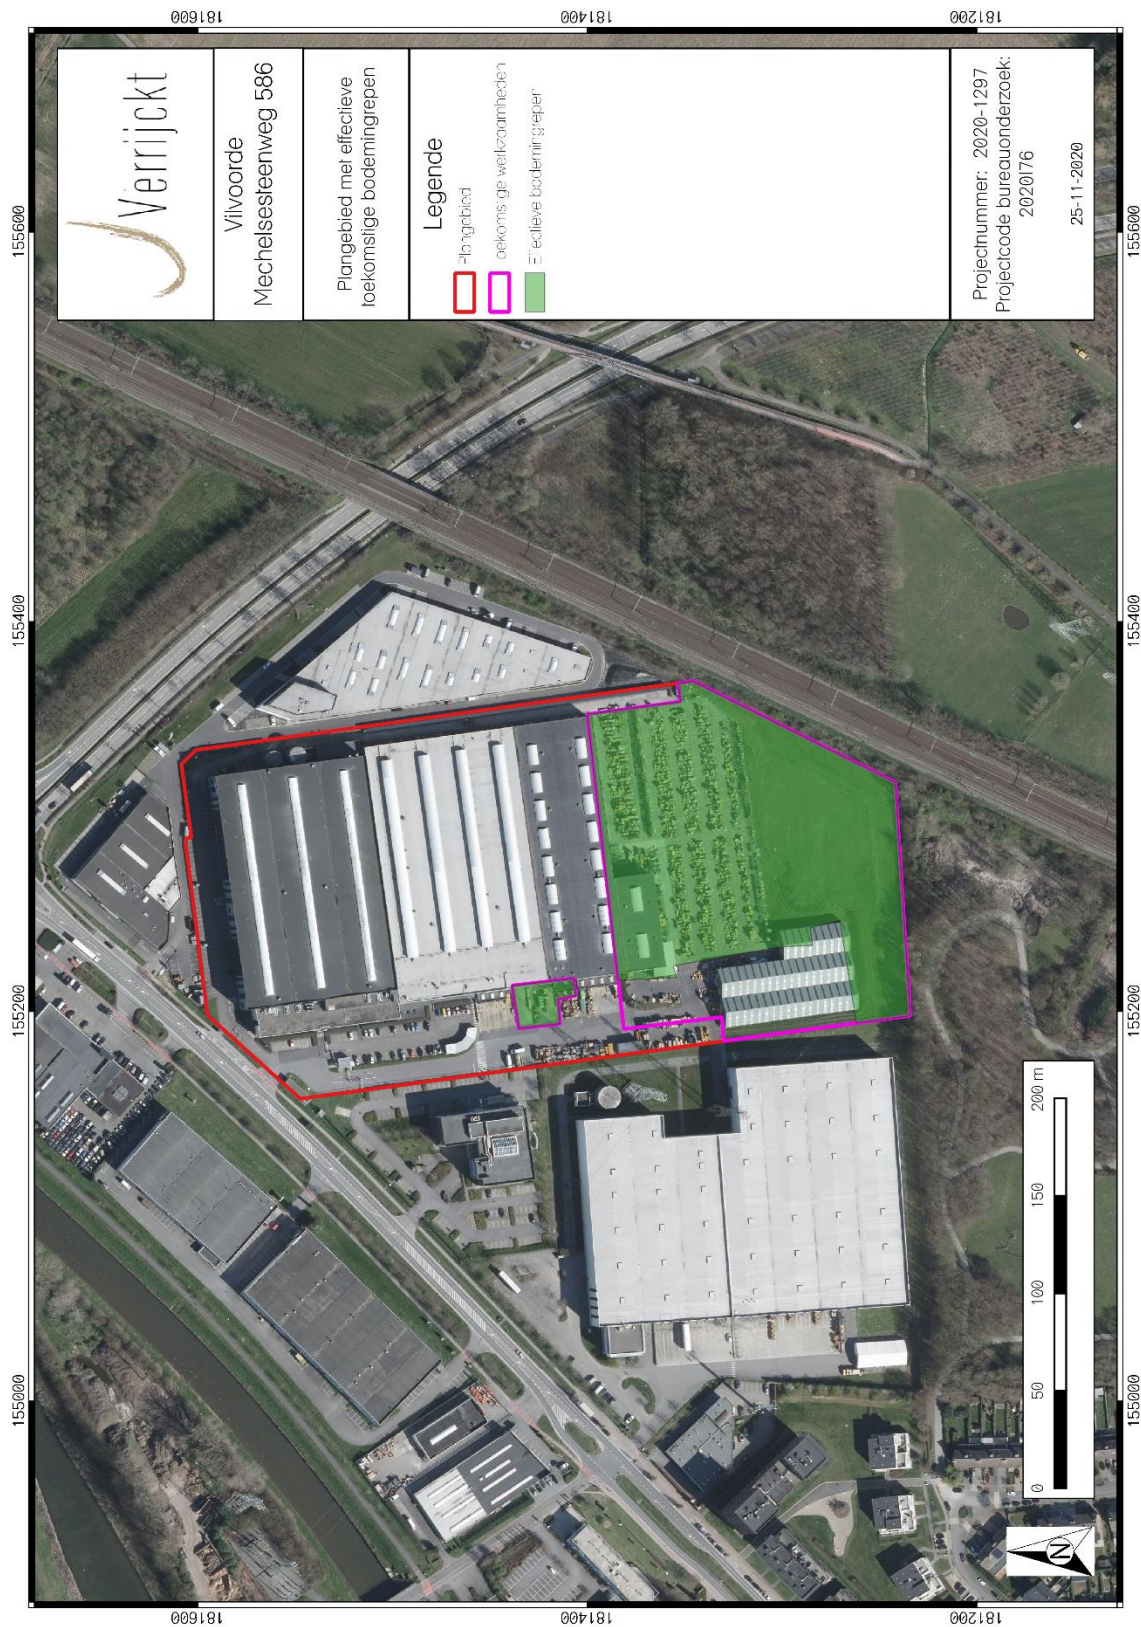 Verrijckt
Vilvoorde
Mechelsesteenweg 586
Plangebied met effectieve
toekomstige bodemingrepen
Legende
Plangebied
oekomstige werkzaamheden
Effectieve bodemingrepen
Projectnummer: 2020-1297
Projectcode bureauonderzoek:
2020I76
25-11-2020
155000
155200
155400
155600
181600
181400
181200
181600
181400
181200
155000
155200
155400
155600
0
50
100
150
200 m
N